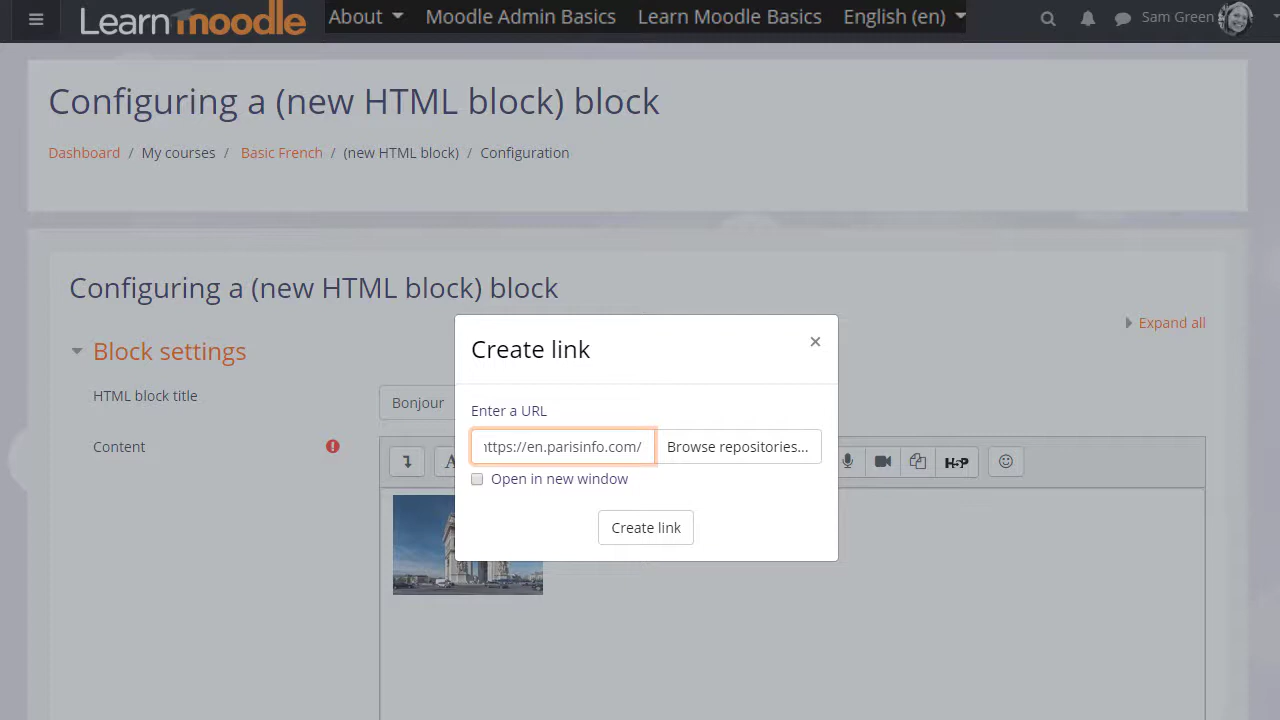 Learn moodle About Moodle Admin Basics Learn Moodle Basics English (en) Sam Green
Configuring a (new HTML block) block
Dashboard / My courses / Basic French / (new HTML block) / Configuration
Configuring a (new HTML block) block
Expand all
Block settings
HTML block title
Bonjour
Content
H-P
Create link
×
Enter a URL
ttps://en.parisinfo.com/
Browse repositories...
Open in new window
Create link